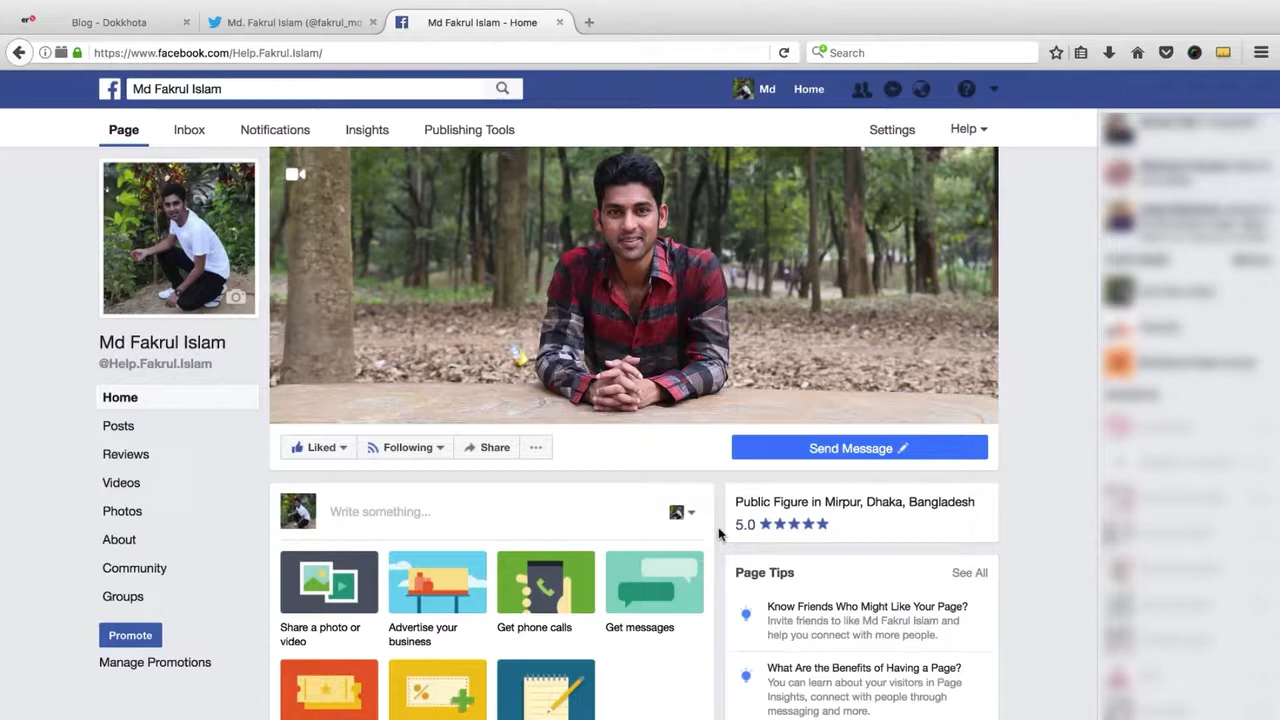 Blog - Dokkhota
Md. Fakrul Islam (@fakrul_mo
Md Fakrul Islam - Home
https://www.facebook.com/Help.Fakrul.Islam/
Search
Md Fakrul Islam
Md
Home
Page
Inbox
Notifications
Insights
Publishing Tools
Settings
Help
Md Fakrul Islam
@Help.Fakrul.Islam
Home
Posts
Reviews
Videos
Photos
About
Community
Groups
Promote
Manage Promotions
Liked
Following
Share
Send Message
Write something...
Share a photo or
video
Advertise your
business
Get phone calls
Get messages
Public Figure in Mirpur, Dhaka, Bangladesh
5.0
Page Tips
See All
Know Friends Who Might Like Your Page?
Invite friends to like Md Fakrul Islam and
help you connect with more people.
What Are the Benefits of Having a Page?
You can learn about your visitors in Page
Insights, connect with people through
messaging and more.